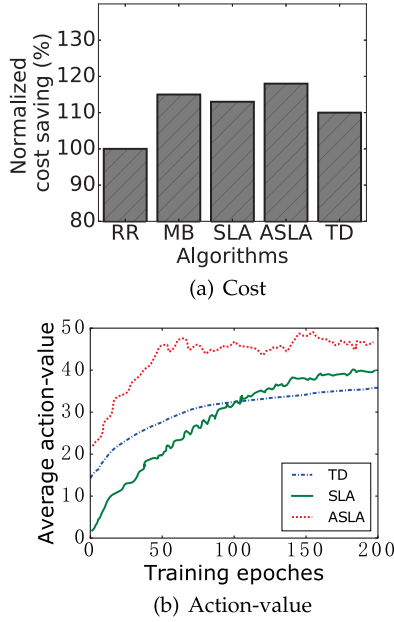 Normalized
cost saving (%)
130
120
110
100
90
80
RR MB SLA ASLA TD
Algorithms
(a) Cost
Average action-value
50
40
30
20
10
0
0 50 100 150 200
TD
SLA
ASLA
Training epoches
(b) Action-value